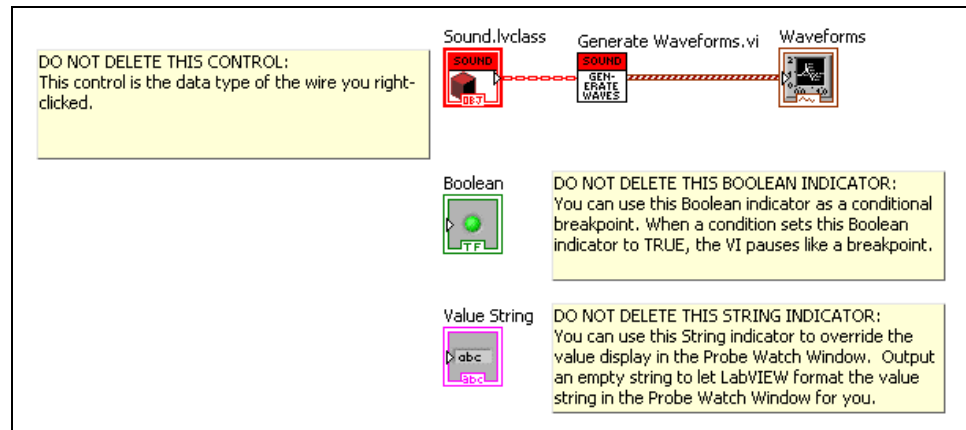 Sound.lvclass
Generate Waveforms.vi
Waveforms
DO NOT DELETE THIS CONTROL:
This control is the data type of the wire you right-
clicked.
SOUND
OBJ
SOUND
GEN-
ERATE
WAVES
Boolean
TF
DO NOT DELETE THIS BOOLEAN INDICATOR:
You can use this Boolean indicator as a conditional
breakpoint. When a condition sets this Boolean
indicator to TRUE, the VI pauses like a breakpoint.
Value String
abc
abc
DO NOT DELETE THIS STRING INDICATOR:
You can use this String indicator to override the
value display in the Probe Watch Window.  Output
an empty string to let LabVIEW format the value
string in the Probe Watch Window for you.